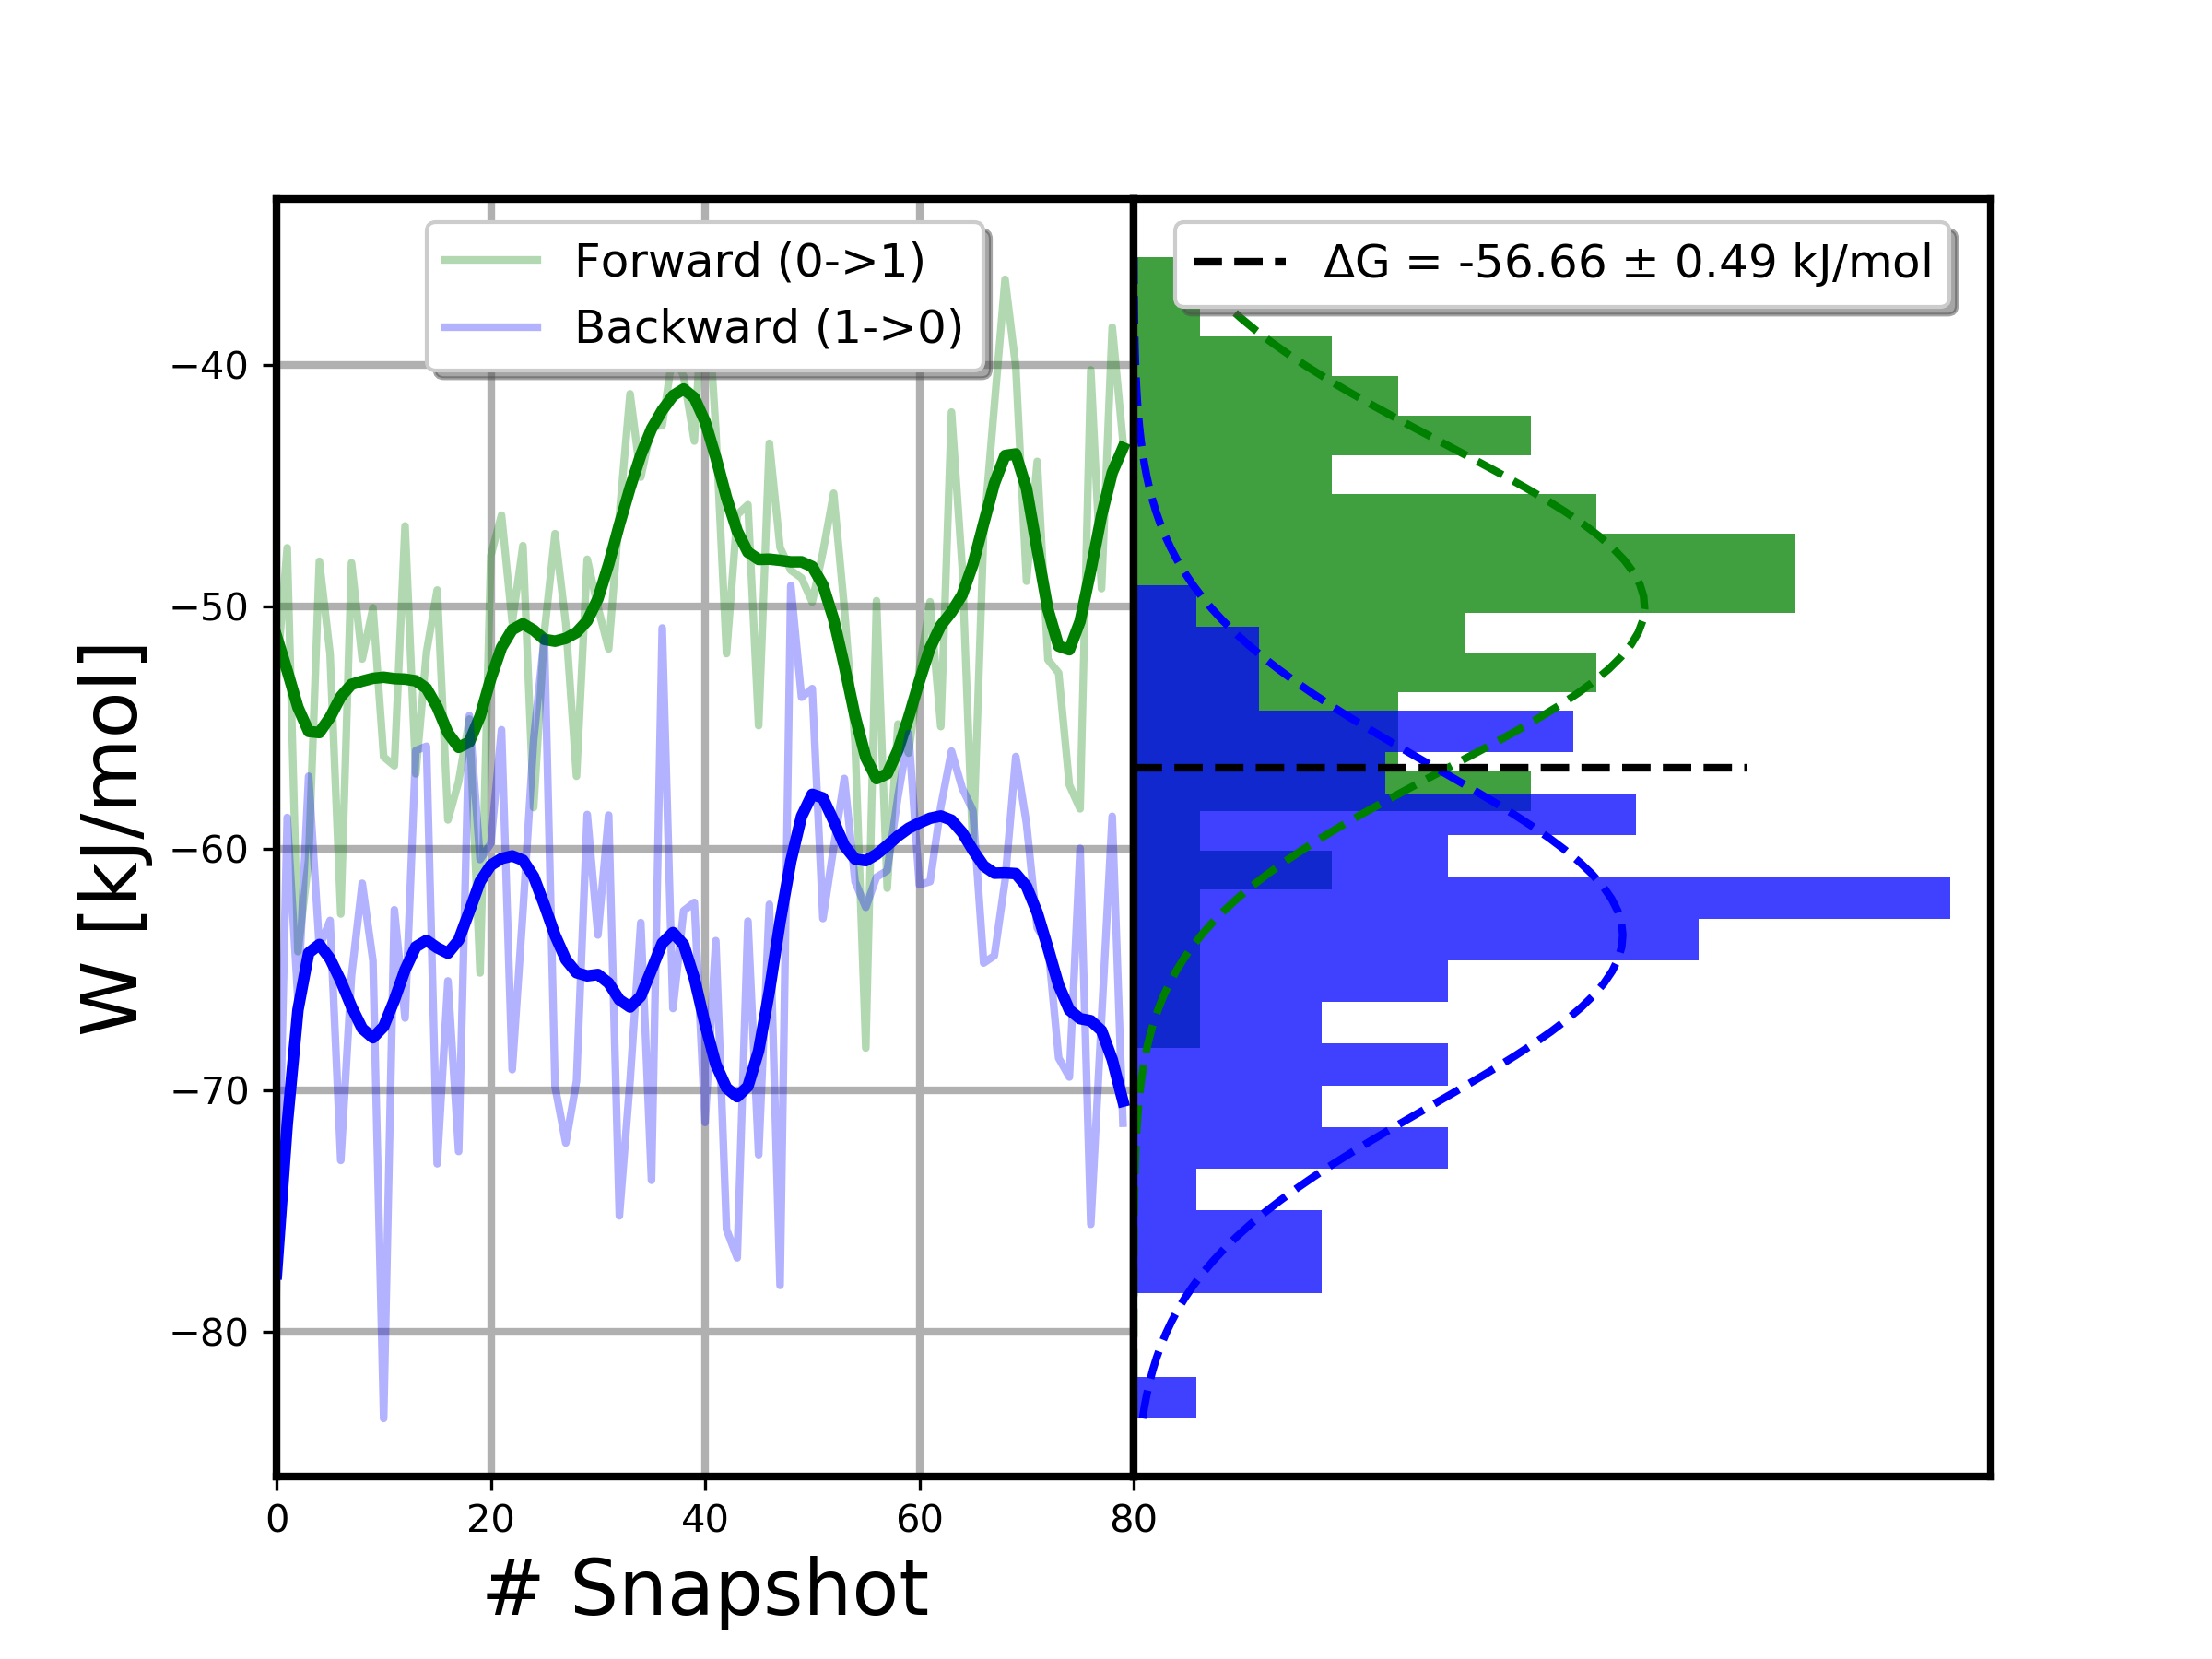 Forward (0->1)
Backward (1->0)
ΔG = -56.66 ± 0.49 kJ/mol
W [kJ/mol]
−40
−50
−60
−70
−80
0 20 40 60 80
# Snapshot